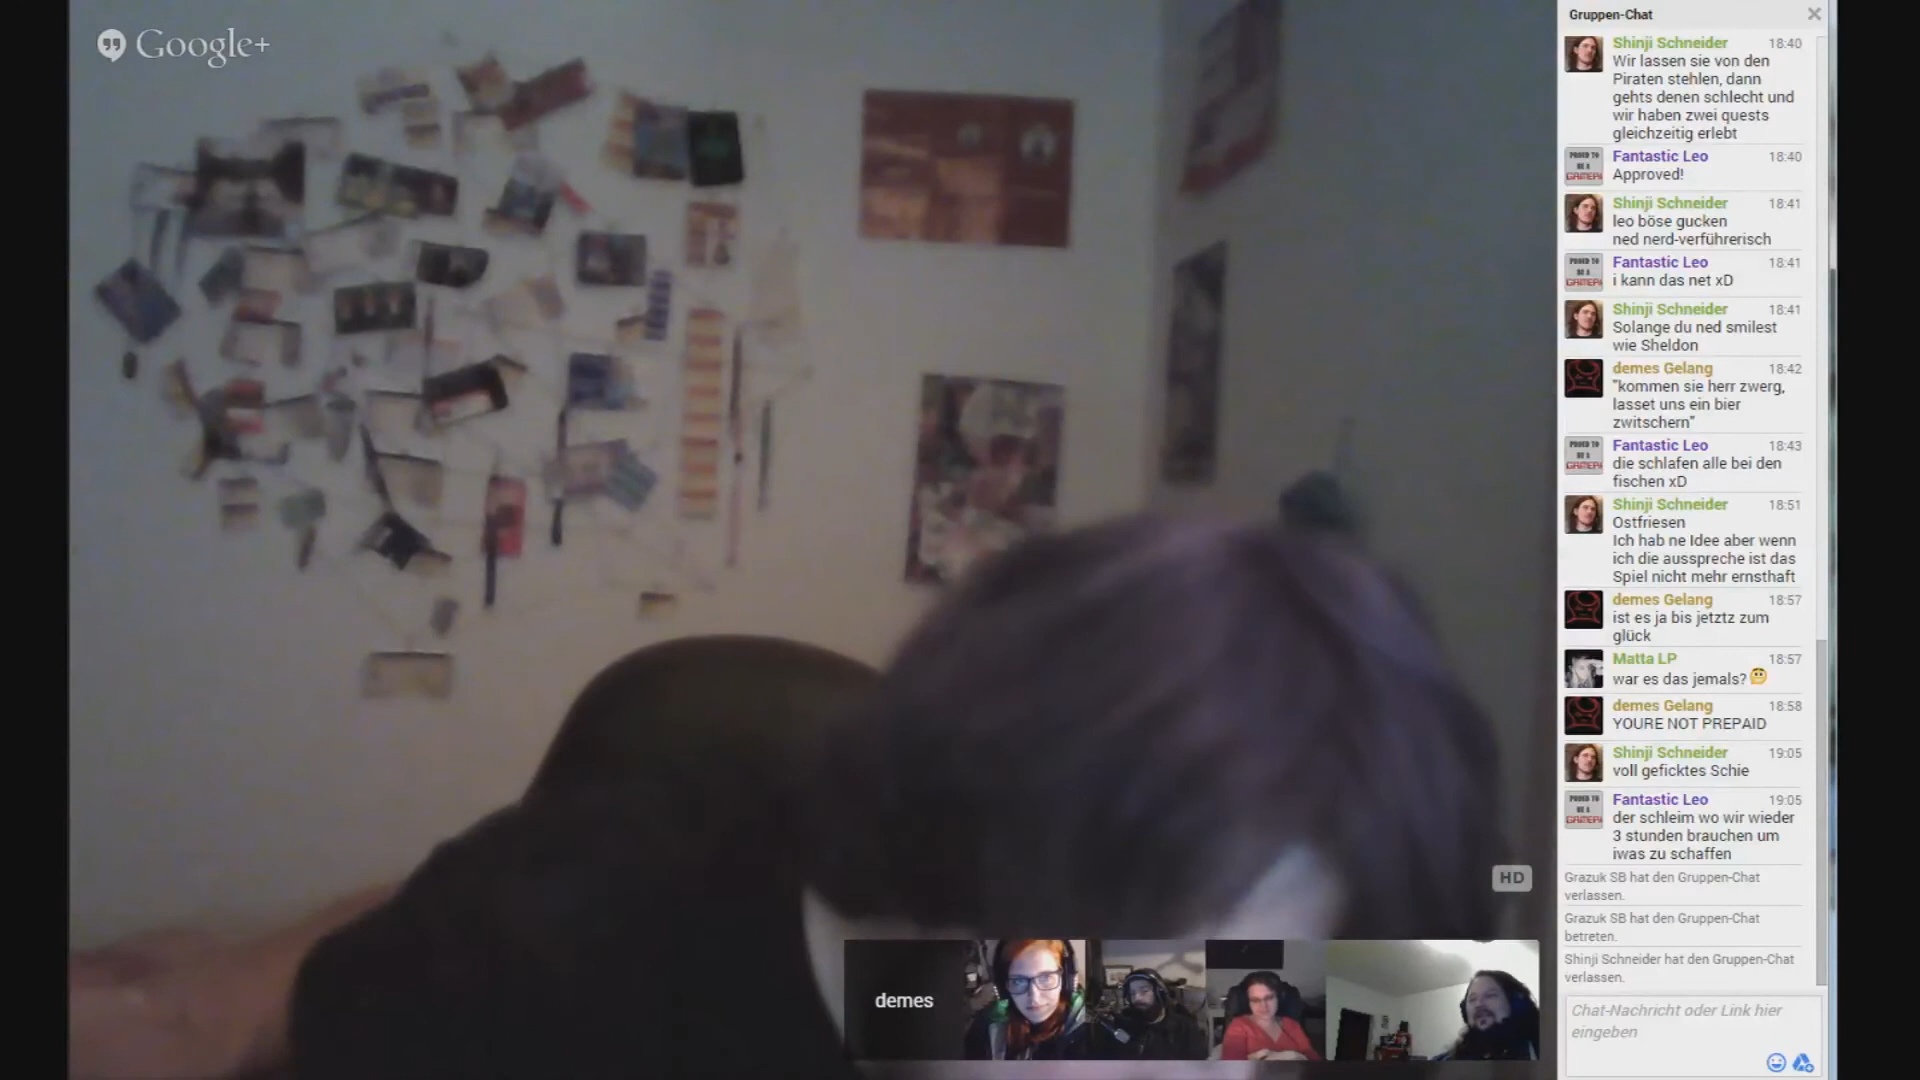 Google+
Gruppen-Chat
Shinji Schneider 18:40
Wir lassen sie von den
Piraten stehlen, dann
gehts denen schlecht und
wir haben zwei quests
gleichzeitig erlebt
Fantastic Leo 18:40
Approved!
Shinji Schneider 18:41
leo böse gucken
ned nerd-verführerisch
Fantastic Leo 18:41
i kann das net xD
Shinji Schneider 18:41
Solange du ned smilest
wie Sheldon
demes Gelang 18:42
"kommen sie herr zwerg,
lasset uns ein bier
zwitschern"
Fantastic Leo 18:43
die schlafen alle bei den
fischen xD
Shinji Schneider 18:51
Ostfriesen
Ich hab ne Idee aber wenn
ich die ausspreche ist das
Spiel nicht mehr ernsthaft
demes Gelang 18:57
ist es ja bis jetztz zum
glück
Matta LP 18:57
war es das jemals?
demes Gelang 18:58
YOURE NOT PREPAID
Shinji Schneider 19:05
voll geficktes Schie
Fantastic Leo 19:05
der schleim wo wir wieder
3 stunden brauchen um
iwas zu schaffen
Grazuk SB hat den Gruppen-Chat
verlassen.
Grazuk SB hat den Gruppen-Chat
betreten.
Shinji Schneider hat den Gruppen-Chat
verlassen.
Chat-Nachricht oder Link hier
eingeben
HD
demes
PROUD TO
BE A
GAMER